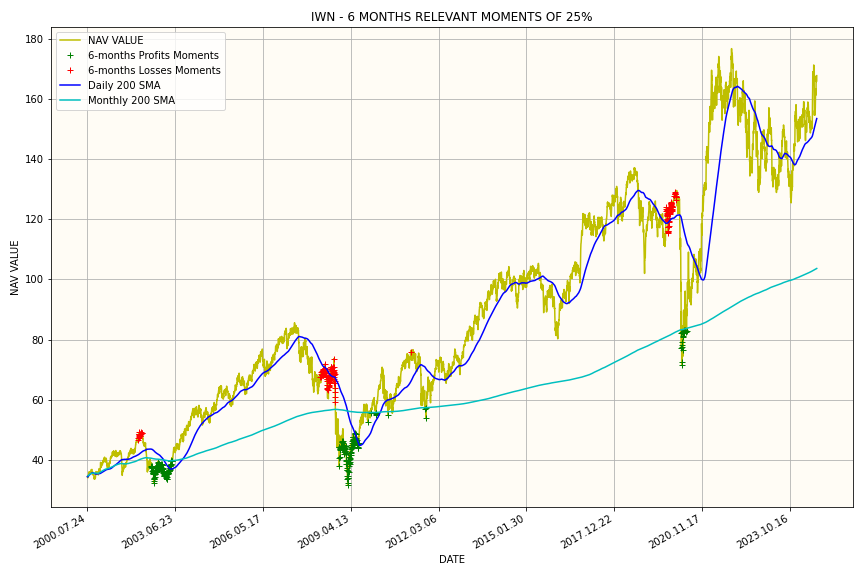 IWN - 6 MONTHS RELEVANT MOMENTS OF 25%
NAV VALUE
6-months Profits Moments
6-months Losses Moments
Daily 200 SMA
Monthly 200 SMA
NAV VALUE
180
160
140
120
100
80
60
40
2000.07.24
2003.06.23
2006.05.17
2009.04.13
2012.03.06
2015.01.30
2017.12.22
2020.11.17
2023.10.16
DATE